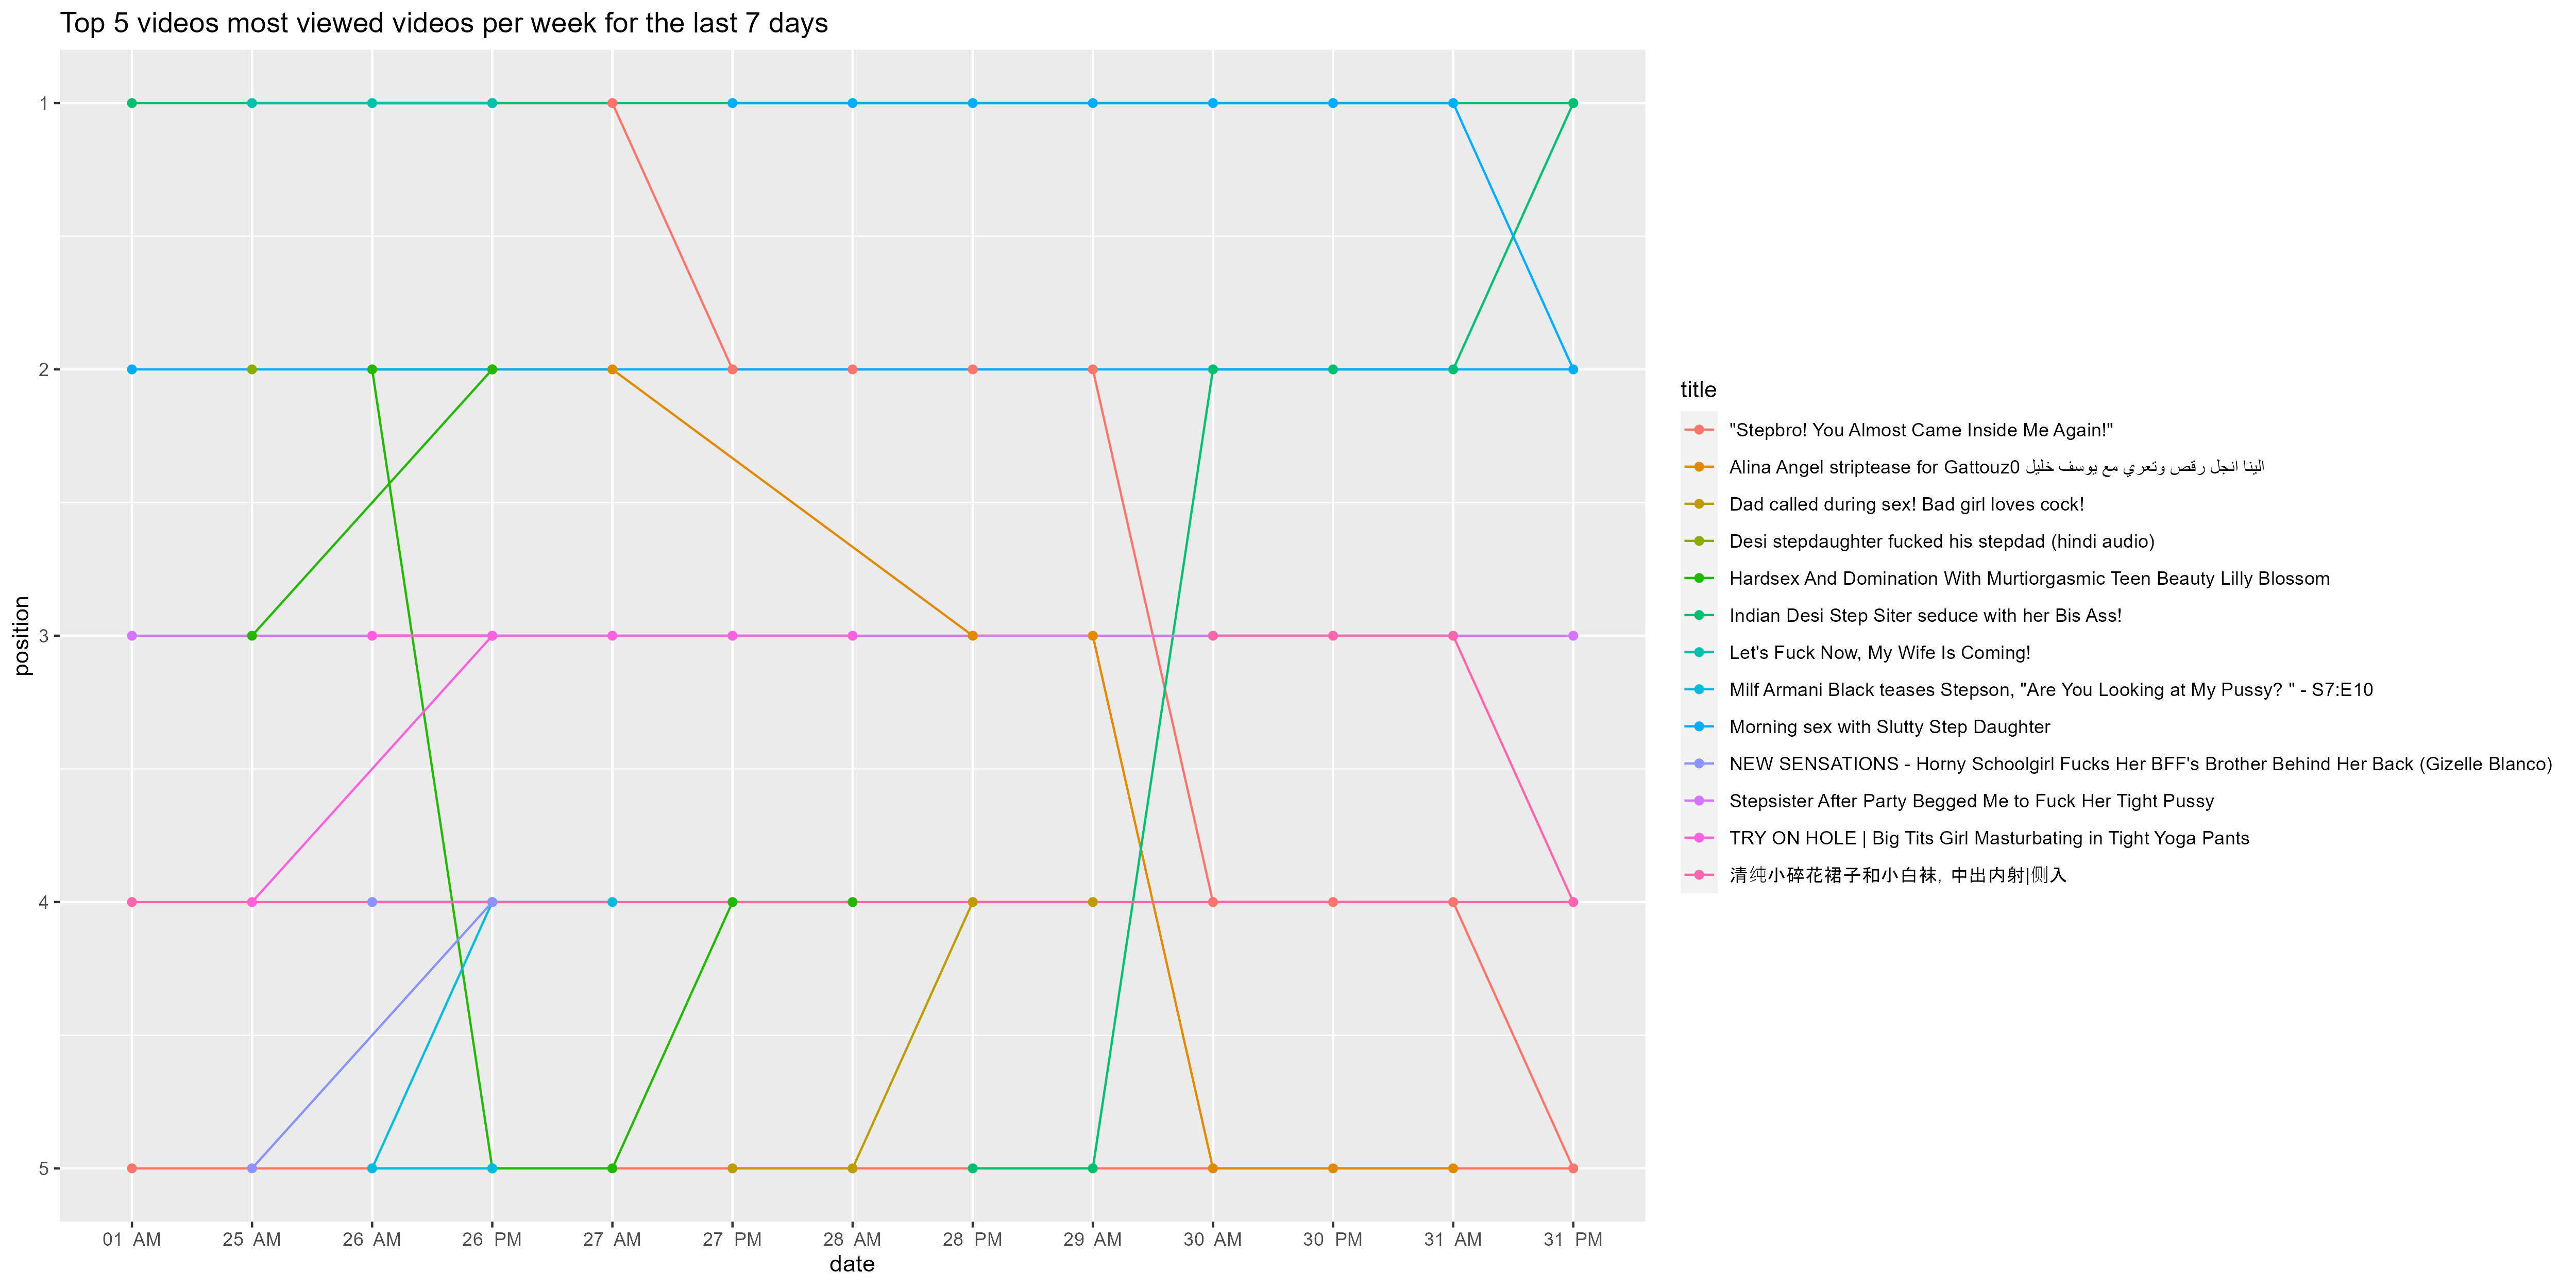 Top 5 videos most viewed videos per week for the last 7 days
position
1
2
3
4
5
01 AM 25 AM 26 AM 26 PM 27 AM 27 PM 28 AM 28 PM 29 AM 30 AM 30 PM 31 AM 31 PM
date
title
"Stepbro! You Almost Came Inside Me Again!"
Alina Angel striptease for Gattouz0 الينا انجل رقص وتعري مع يوسف خليل
Dad called during sex! Bad girl loves cock!
Desi stepdaughter fucked his stepdad (hindi audio)
Hardsex And Domination With Murtiorgasmic Teen Beauty Lilly Blossom
Indian Desi Step Siter seduce with her Bis Ass!
Let's Fuck Now, My Wife Is Coming!
Milf Armani Black teases Stepson, "Are You Looking at My Pussy? " - S7:E10
Morning sex with Slutty Step Daughter
NEW SENSATIONS - Horny Schoolgirl Fucks Her BFF's Brother Behind Her Back (Gizelle Blanco)
Stepsister After Party Begged Me to Fuck Her Tight Pussy
TRY ON HOLE | Big Tits Girl Masturbating in Tight Yoga Pants
清纯小碎花裙子和小白袜, 中出内射|侧入